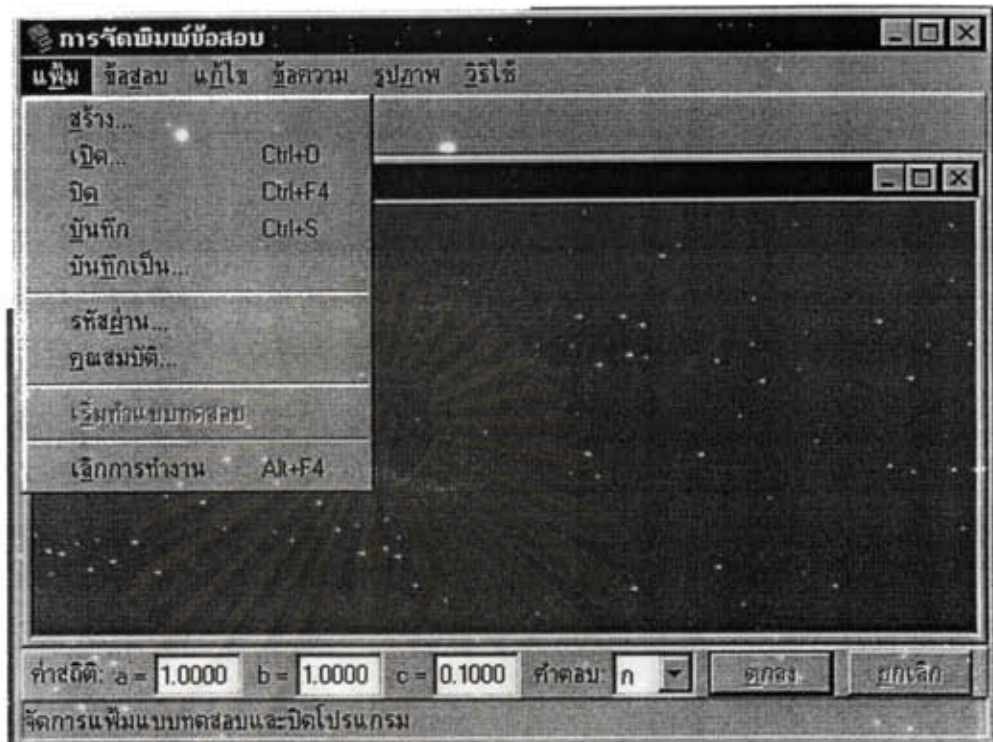 การจัดพิมพ์ข้อสอบ
แฟ้ม ข้อสอบ แก้ไข ข้อความ รูปภาพ วิธีใช้
สร้าง...
เปิด... Ctrl+O
ปิด Ctrl+F4
บันทึก Ctrl+S
บันทึกเป็น...
รหัสผ่าน...
คุณสมบัติ...
เริ่มทำแบบทดสอบ
เลิกการทำงาน Alt+F4
ค่าสถิติ: a = 1.0000 b = 1.0000 c = 0.1000 คำตอบ: ก ตกลง ยกเลิก
จัดการแฟ้มแบบทดสอบและปิดโปรแกรม